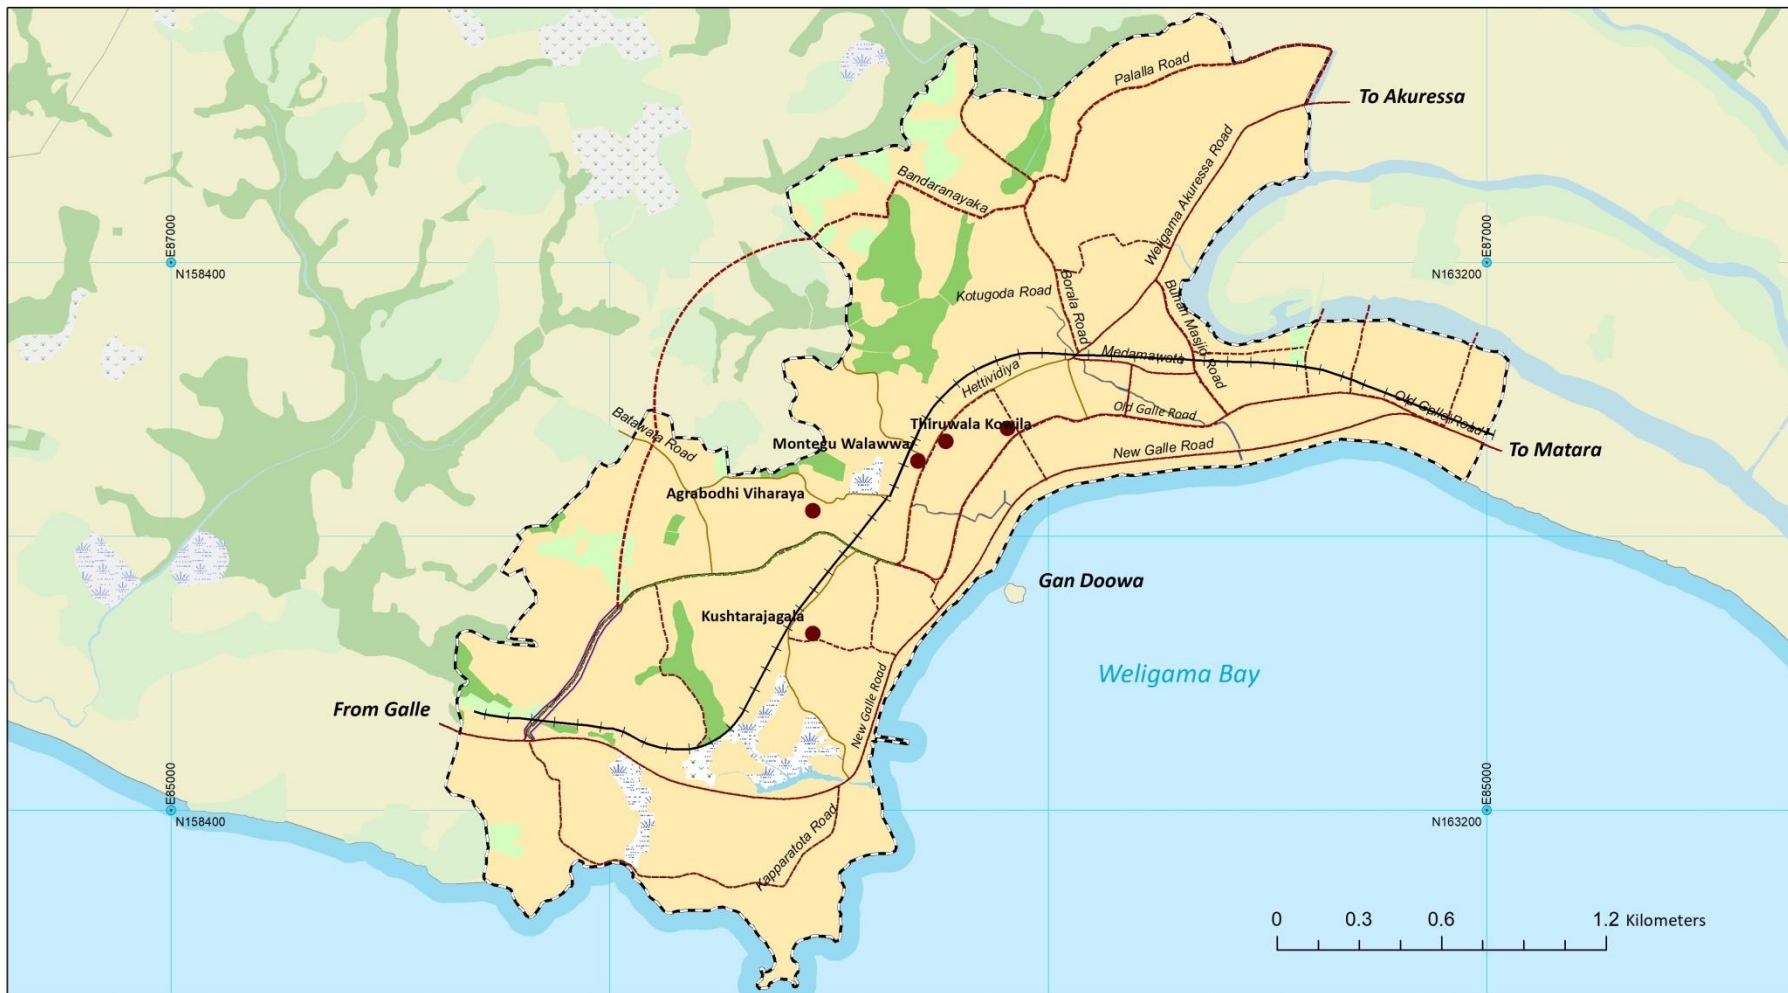 Palalla Road
To Akuressa
Weligama Akuressa Road
Bandaranayaka
E87000
N158400
E87000
N163200
Kotugoda Road
Borala Road
Buhari Masjid Road
Medamawata
Hettividiya
Old Galle Road
Old Galle Road
Batawala Road
Thiruwala Kowila
Montegu Walawwa
New Galle Road
To Matara
Agrabodhi Viharaya
Gan Doowa
Kushtarajagala
Weligama Bay
From Galle
New Galle Road
E85000
N158400
E85000
N163200
Kapparatota Road
0 0.3 0.6 1.2 Kilometers